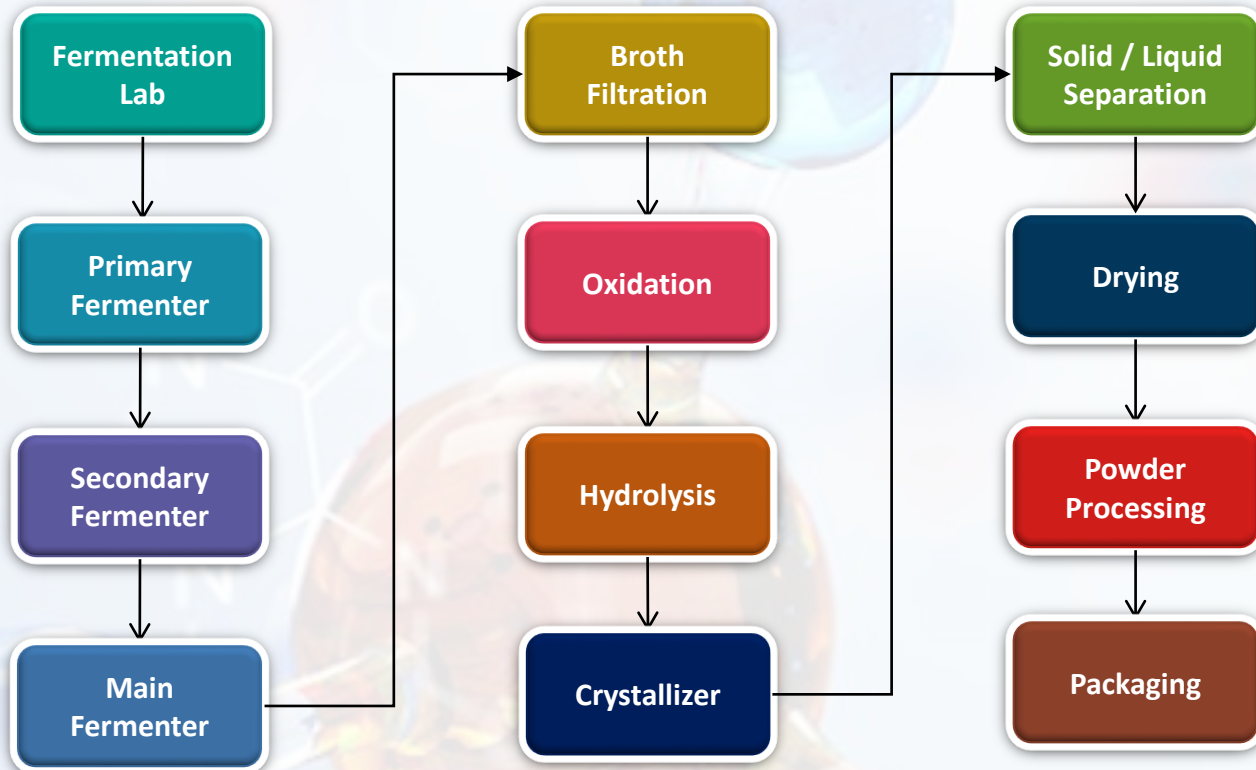 Fermentation
Lab
Primary
Fermenter
Secondary
Fermenter
Main
Fermenter
Broth
Filtration
Oxidation
Hydrolysis
Crystallizer
Solid / Liquid
Separation
Drying
Powder
Processing
Packaging